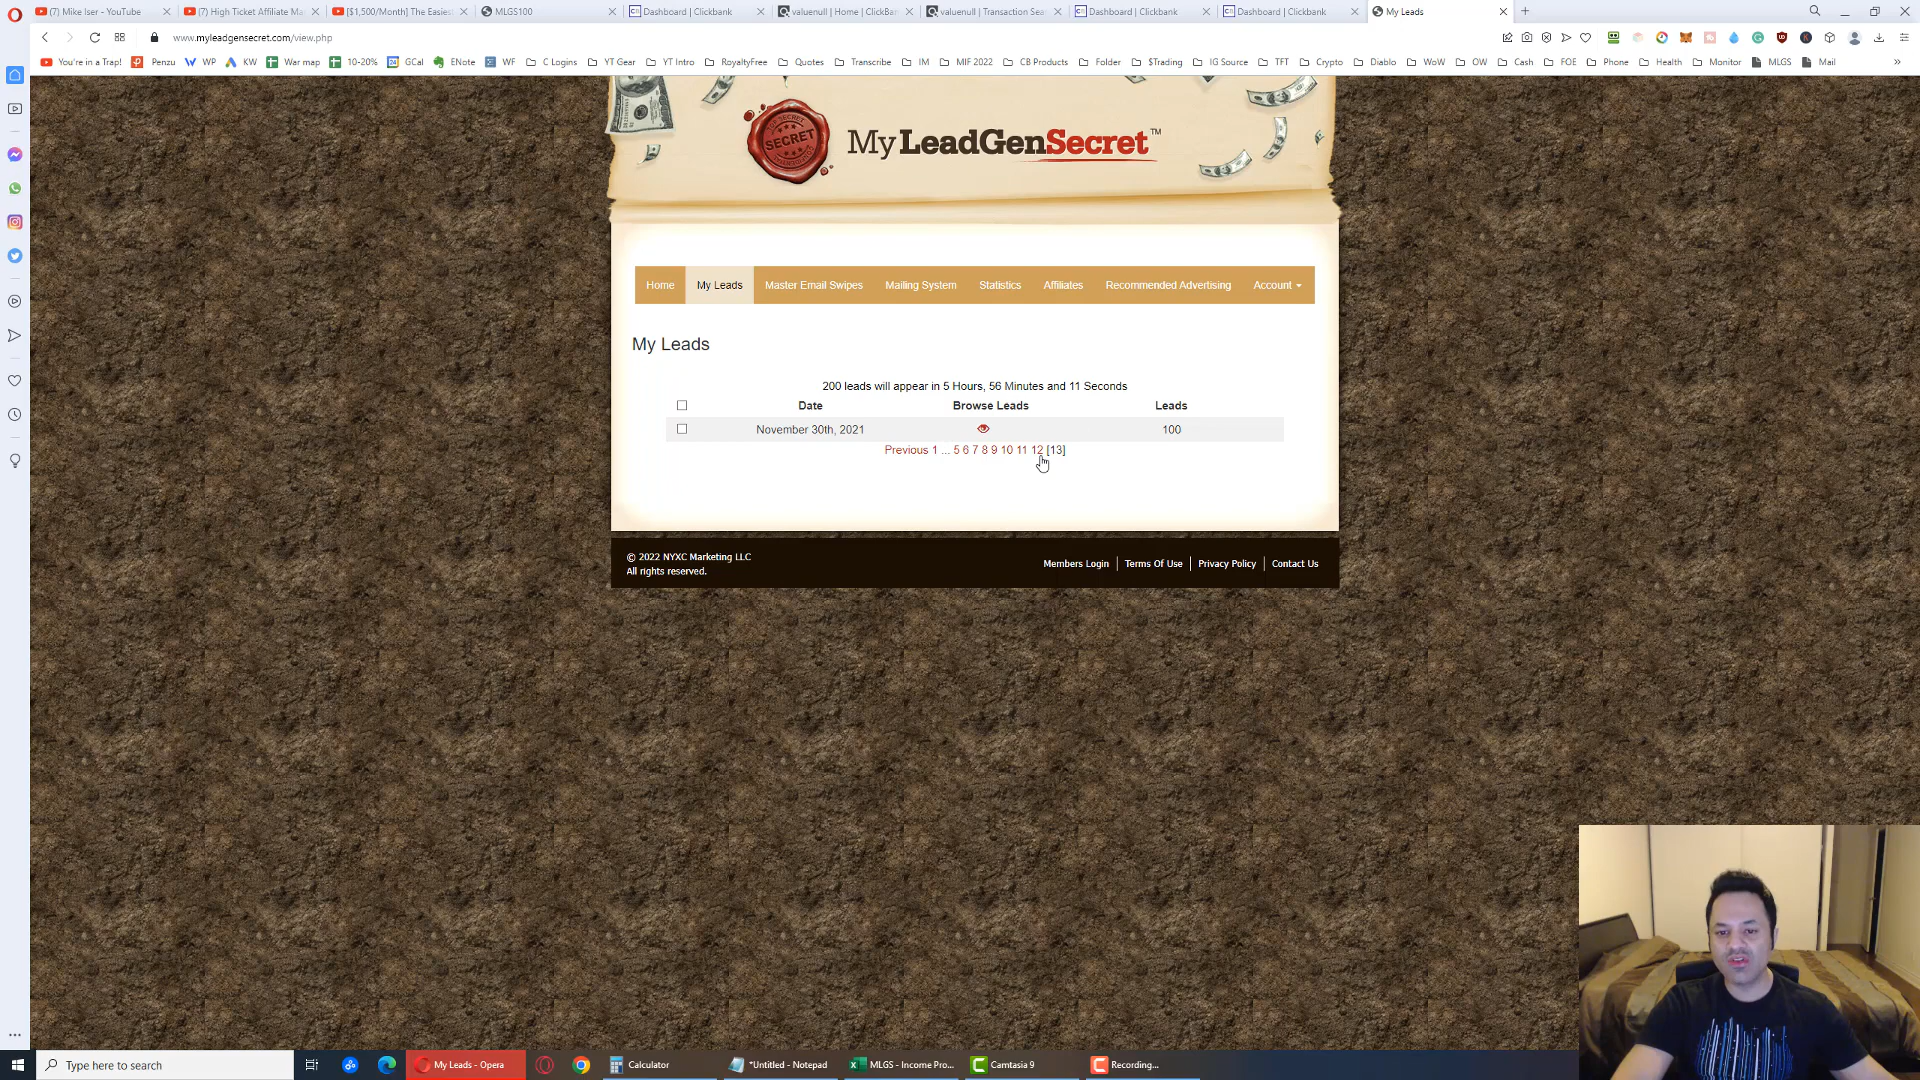 (7) Mike Iser - YouTube
(7) High Ticket Affiliate Ma
[$1,500/Month] The Easies
MLGS100
Dashboard | Clickbank
valuenull | Home | ClickBan
valuenull | Transaction Sear
Dashboard | Clickbank
Dashboard | Clickbank
My Leads
www.myleadgensecret.com/view.php
You're in a Trap!
Penzu
WP
KW
War map
10-20%
GCal
ENote
WF
C Logins
YT Gear
YT Intro
RoyaltyFree
Quotes
Transcribe
IM
MIF 2022
CB Products
Folder
$Trading
IG Source
TFT
Crypto
Diablo
WoW
OW
Cash
FOE
Phone
Health
Monitor
MLGS
Mail
SECRET
MyLeadGenSecret™
Home
My Leads
Master Email Swipes
Mailing System
Statistics
Affiliates
Recommended Advertising
Account
My Leads
200 leads will appear in 5 Hours, 56 Minutes and 11 Seconds
Date
Browse Leads
Leads
November 30th, 2021
100
Previous 1 ... 5 6 7 8 9 10 11 12 [13]
© 2022 NYXC Marketing LLC
All rights reserved.
Members Login
Terms Of Use
Privacy Policy
Contact Us
Type here to search
My Leads - Opera
Calculator
*Untitled - Notepad
MLGS - Income Pro...
Camtasia 9
Recording...